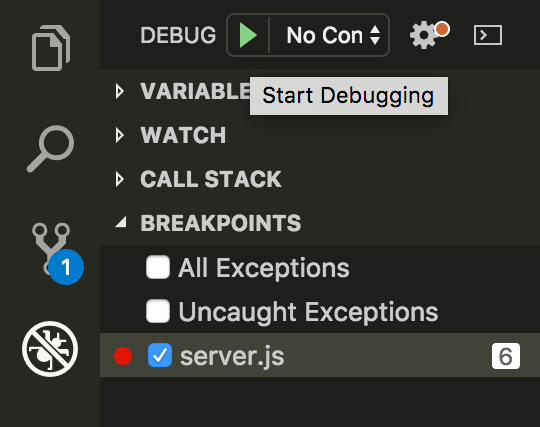 DEBUG No Con
VARIABLE
Start Debugging
WATCH
CALL STACK
BREAKPOINTS
1
All Exceptions
Uncaught Exceptions
server.js 6